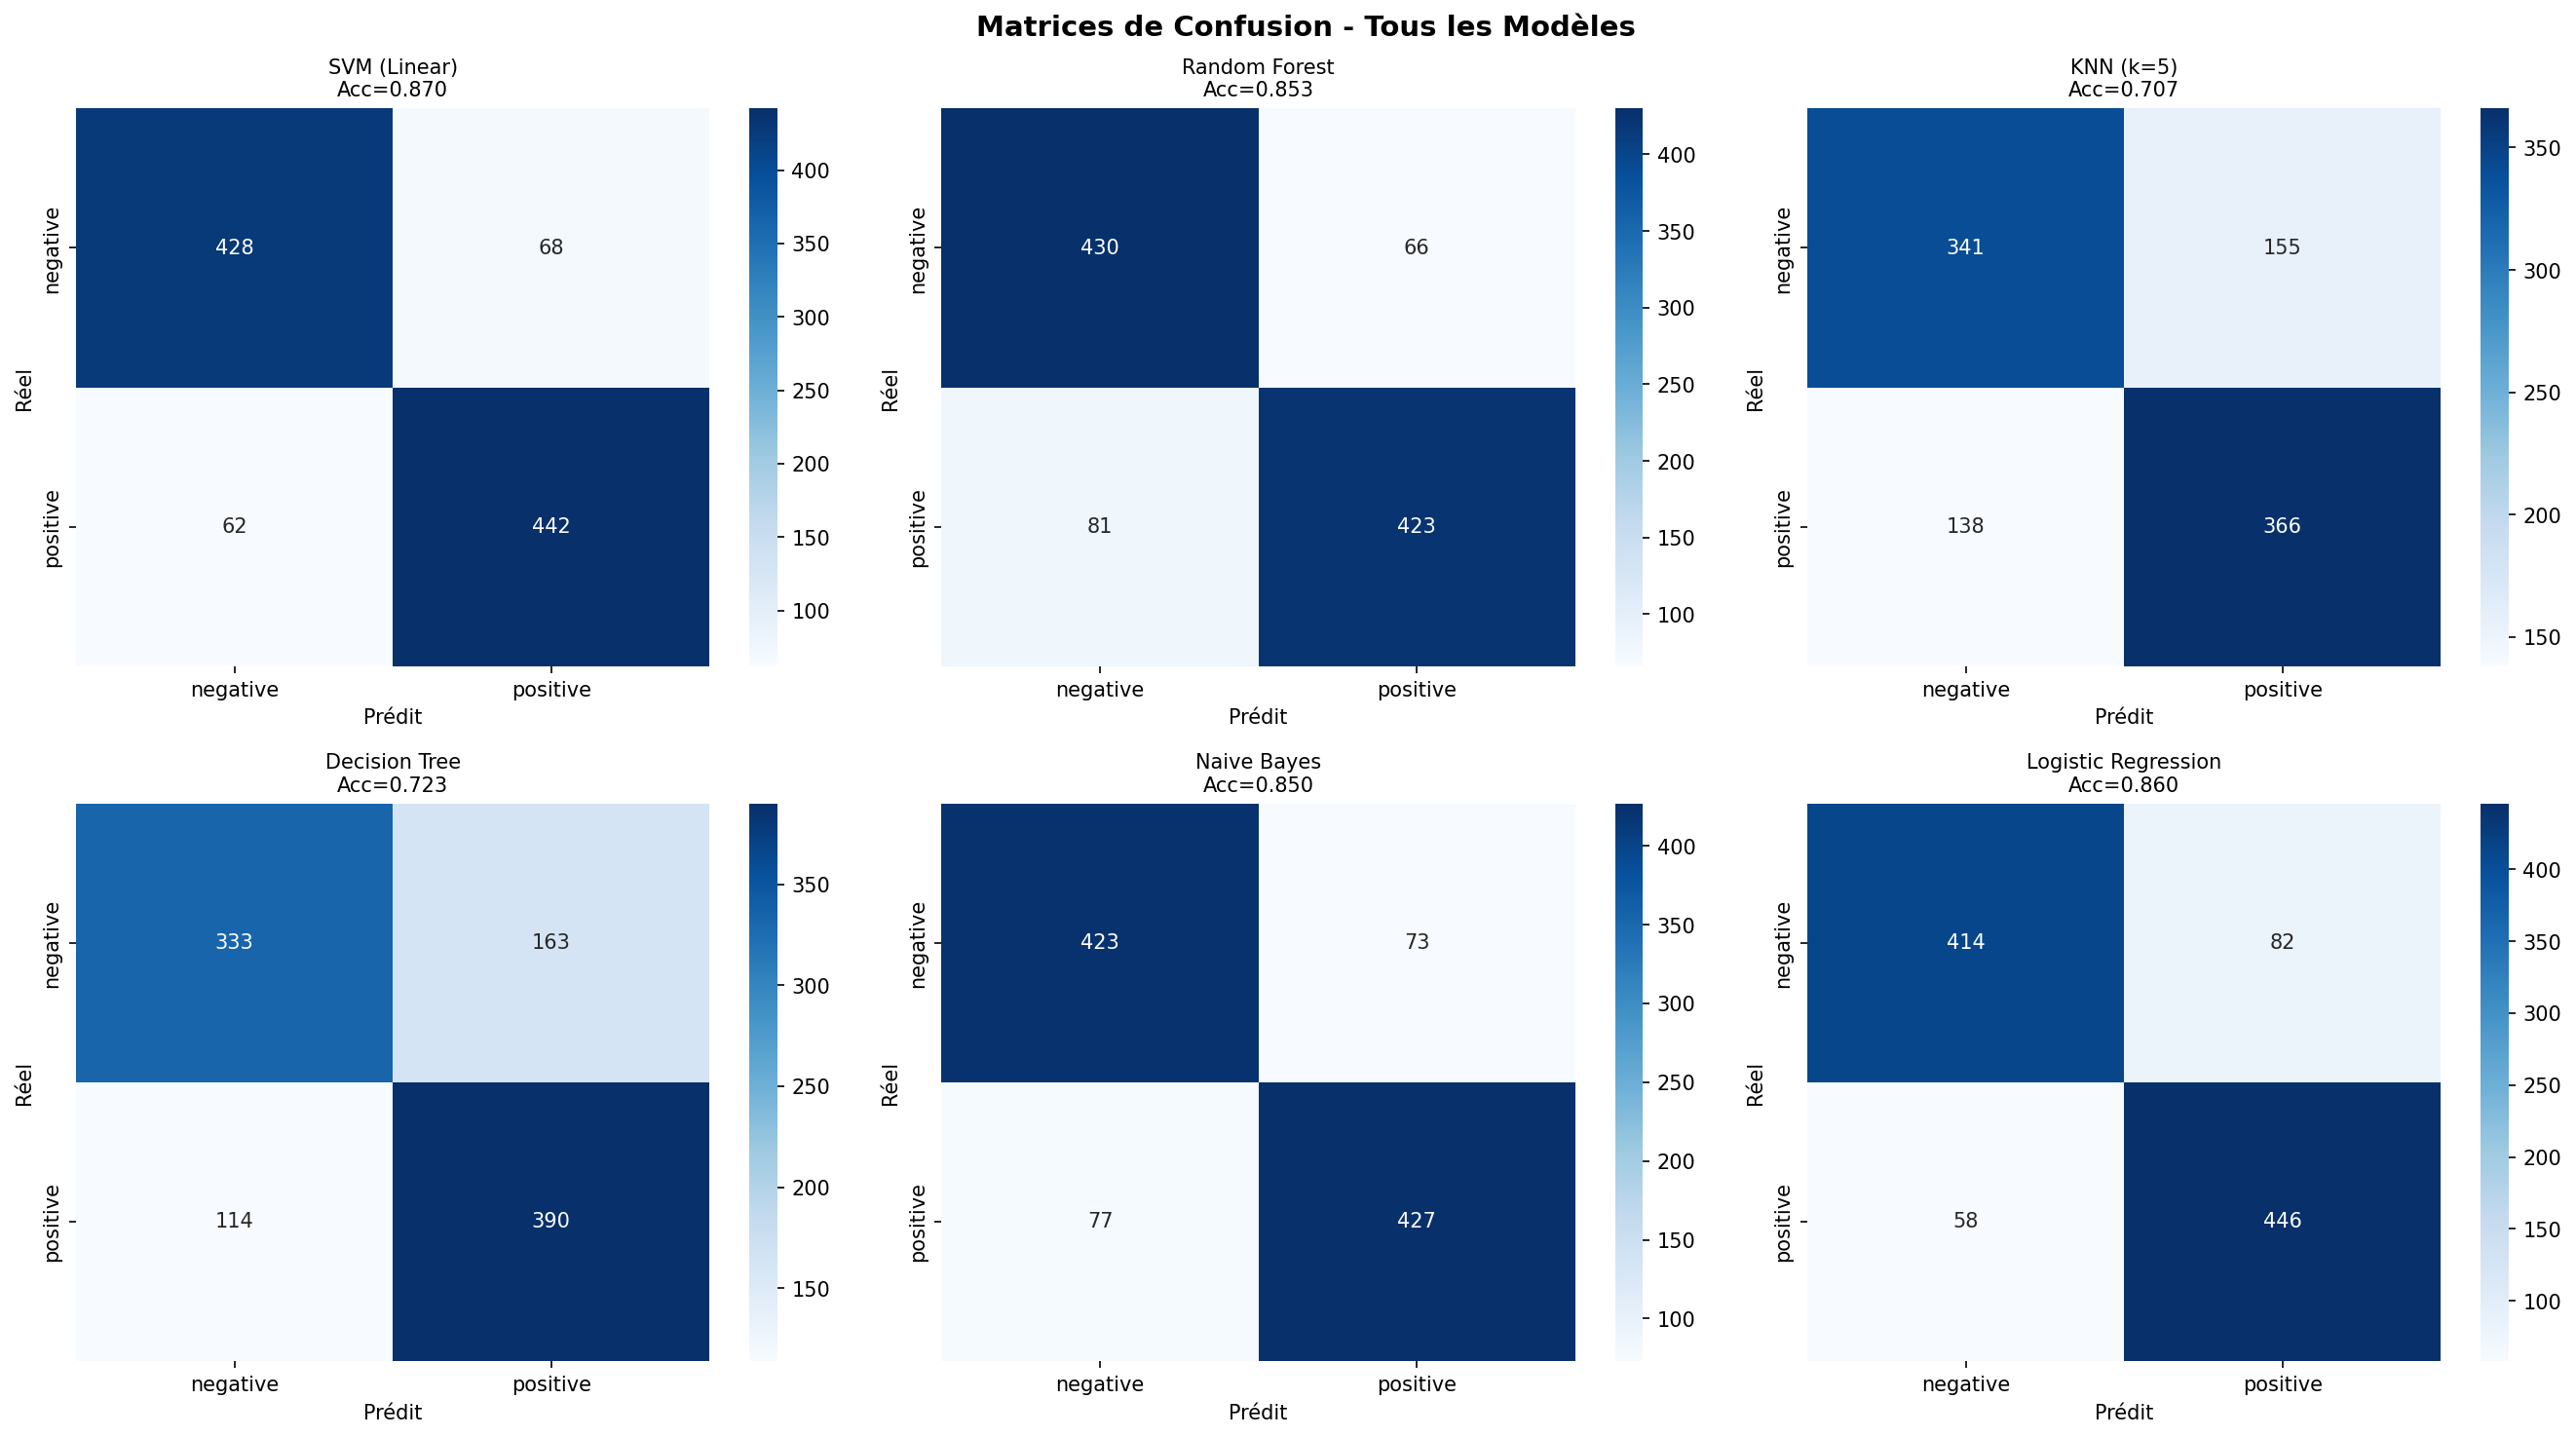 Matrices de Confusion - Tous les Modèles
SVM (Linear)
Acc=0.870
428
68
62
442
negative
positive
Réel
negative
positive
Prédit
400
350
300
250
200
150
100
Random Forest
Acc=0.853
430
66
81
423
negative
positive
Réel
negative
positive
Prédit
400
350
300
250
200
150
100
KNN (k=5)
Acc=0.707
341
155
138
366
negative
positive
Réel
negative
positive
Prédit
350
300
250
200
150
Decision Tree
Acc=0.723
333
163
114
390
negative
positive
Réel
negative
positive
Prédit
350
300
250
200
150
Naive Bayes
Acc=0.850
423
73
77
427
negative
positive
Réel
negative
positive
Prédit
400
350
300
250
200
150
100
Logistic Regression
Acc=0.860
414
82
58
446
negative
positive
Réel
negative
positive
Prédit
400
350
300
250
200
150
100